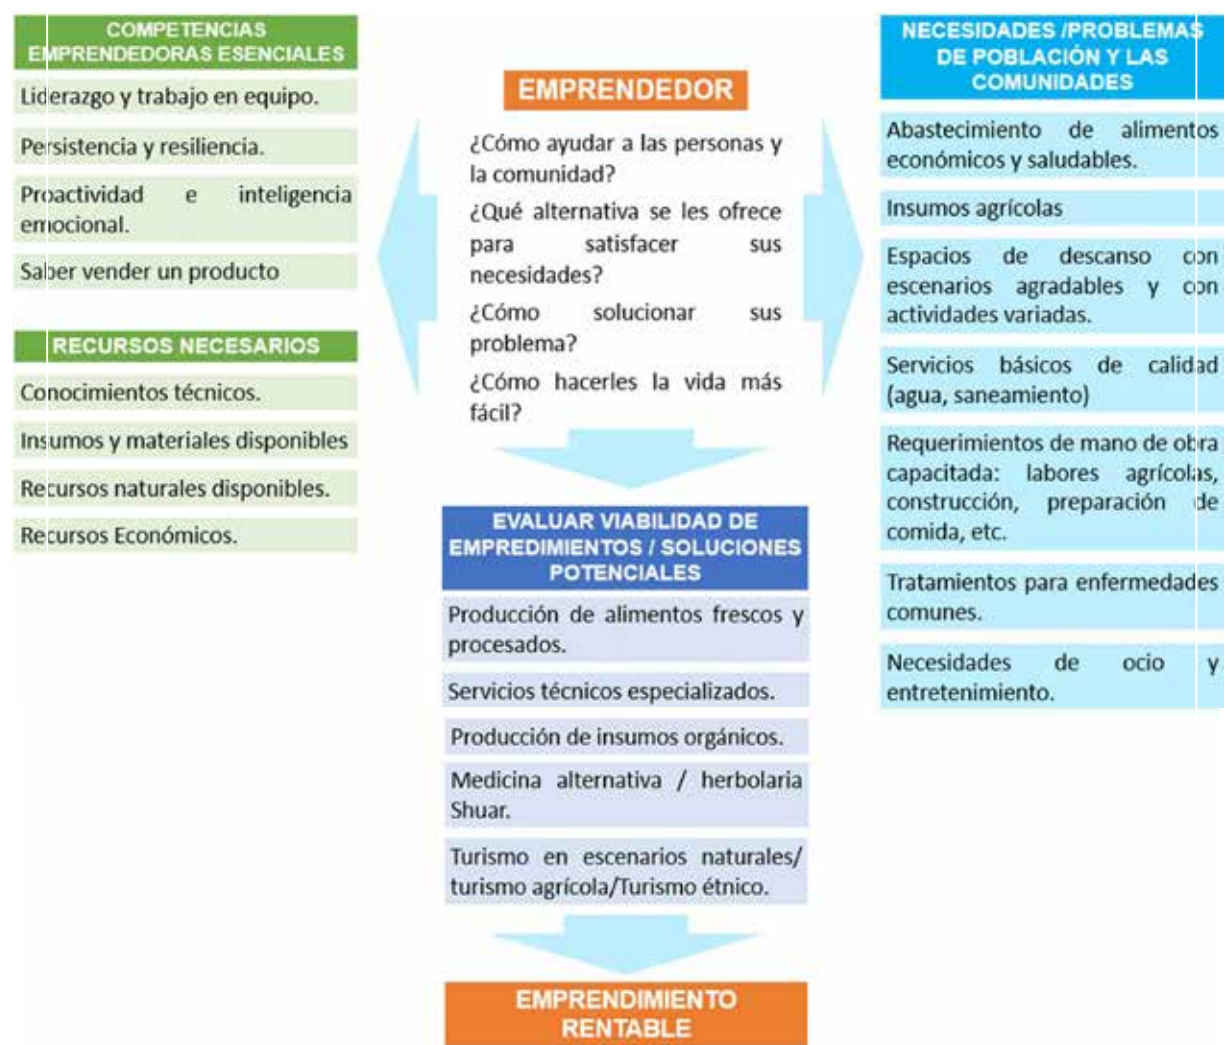 COMPETENCIAS
EMPRENDEDORAS ESENCIALES
Liderazgo y trabajo en equipo.
Persistencia y resiliencia.
Proactividad e inteligencia
emocional.
Saber vender un producto
RECURSOS NECESARIOS
Conocimientos técnicos.
Insumos y materiales disponibles
Recursos naturales disponibles.
Recursos Económicos.
EMPRENDEDOR
¿Cómo ayudar a las personas y
la comunidad?
¿Qué alternativa se les ofrece
para satisfacer sus
necesidades?
¿Cómo solucionar sus
problema?
¿Cómo hacerles la vida más
fácil?
EVALUAR VIABILIDAD DE
EMPREDIMIENTOS / SOLUCIONES
POTENCIALES
Producción de alimentos frescos y
procesados.
Servicios técnicos especializados.
Producción de insumos orgánicos.
Medicina alternativa / herbolaria
Shuar.
Turismo en escenarios naturales/
turismo agrícola/Turismo étnico.
EMPRENDIMIENTO
RENTABLE
NECESIDADES /PROBLEMAS
DE POBLACIÓN Y LAS
COMUNIDADES
Abastecimiento de alimentos
económicos y saludables.
Insumos agrícolas
Espacios de descanso con
escenarios agradables y con
actividades variadas.
Servicios básicos de calidad
(agua, saneamiento)
Requerimientos de mano de obra
capacitada: labores agrícolas,
construcción, preparación de
comida, etc.
Tratamientos para enfermedades
comunes.
Necesidades de ocio y
entretenimiento.